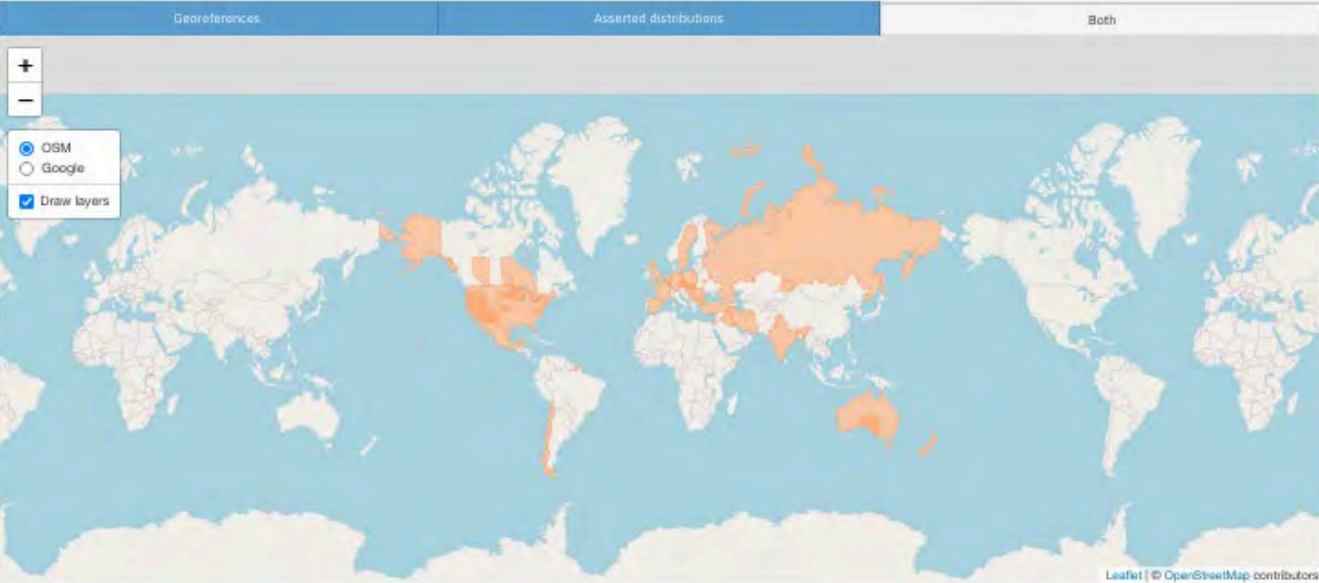 Georeferences
Asserted distributions
Both
+
−
OSM
Google
Draw layers
Leaflet | © OpenStreetMap contributors